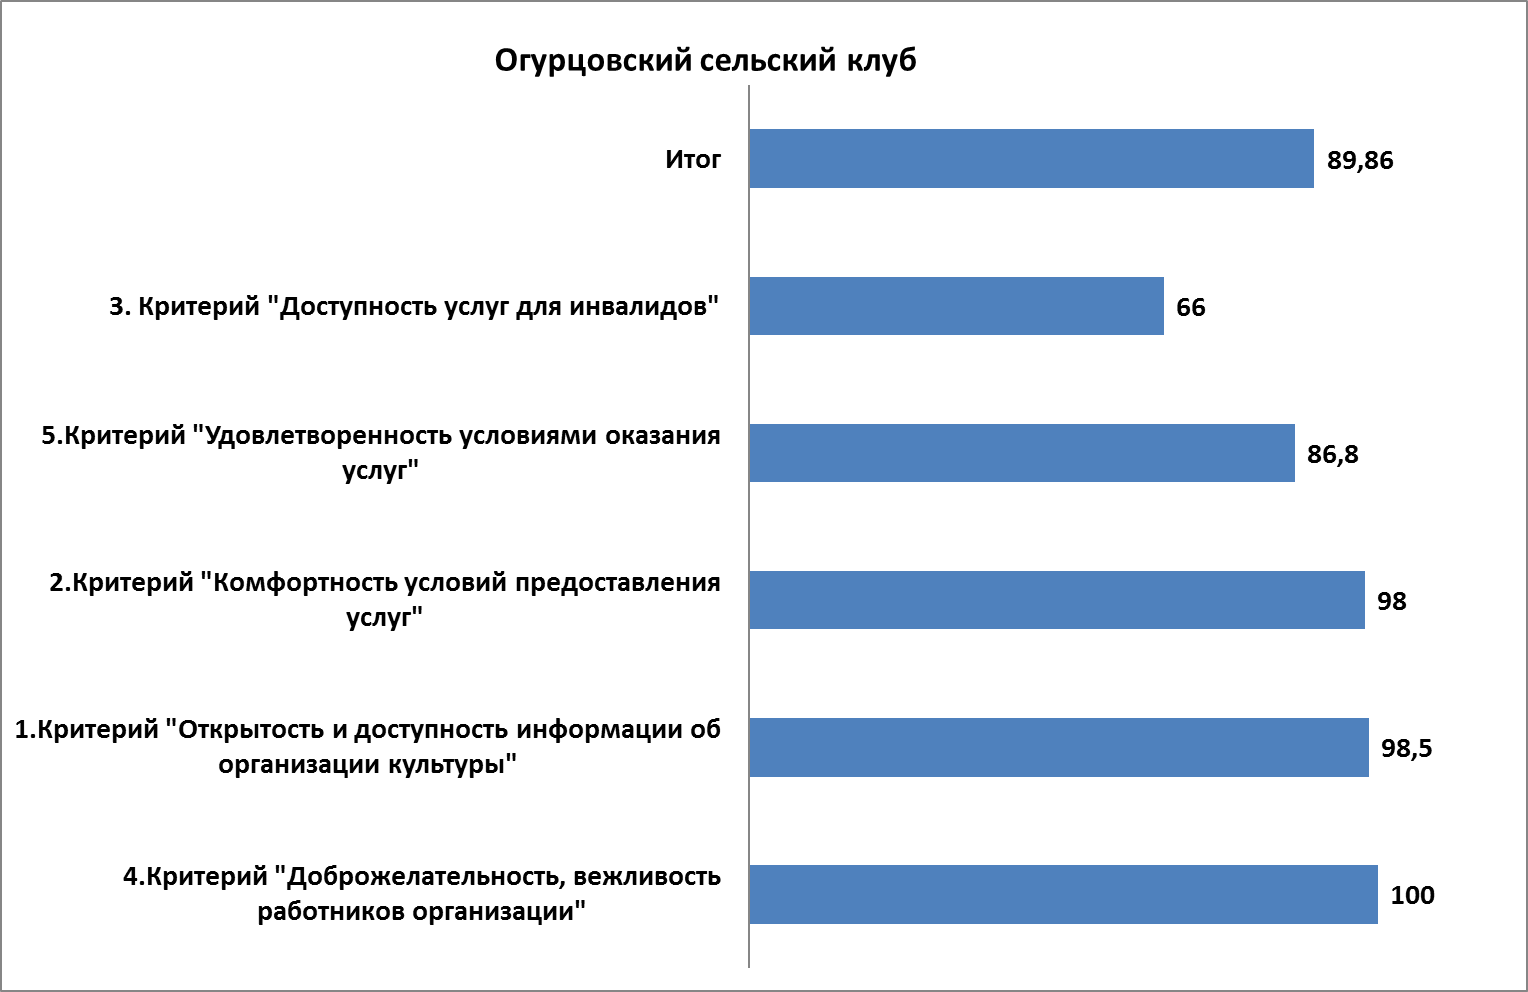 Огурцовский сельский клуб
Итог
89,86
3. Критерий "Доступность услуг для инвалидов"
66
5.Критерий "Удовлетворенность условиями оказания
услуг"
86,8
2.Критерий "Комфортность условий предоставления
услуг"
98
1.Критерий "Открытость и доступность информации об
организации культуры"
98,5
4.Критерий "Доброжелательность, вежливость
работников организации"
100